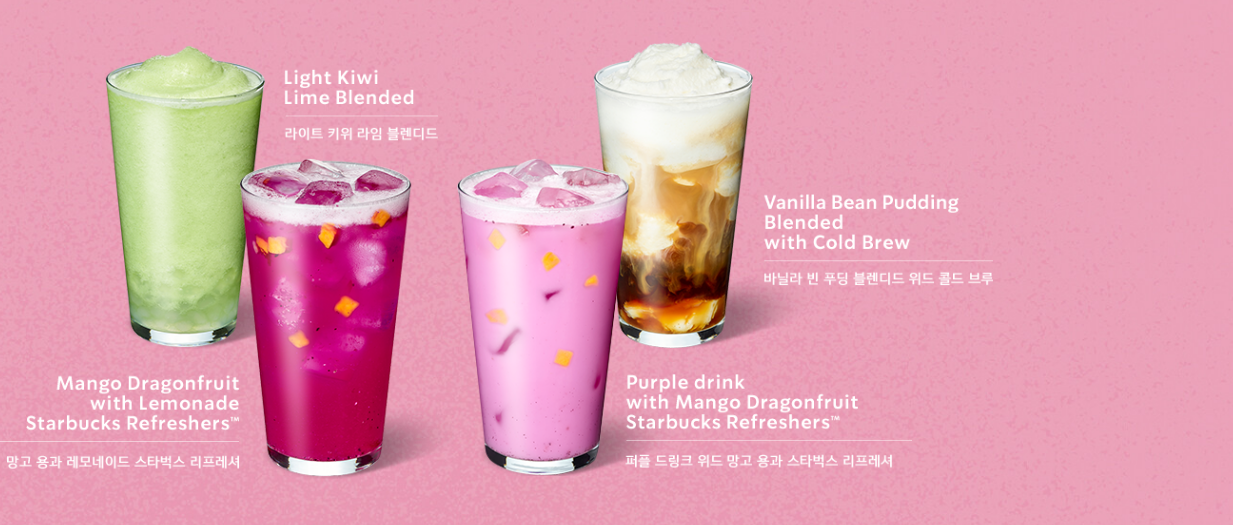 Light Kiwi
Lime Blended
라이트 키위 라임 블렌디드
Vanilla Bean Pudding
Blended
with Cold Brew
바닐라 빈 푸딩 블렌디드 위드 콜드 브루
Mango Dragonfruit
with Lemonade
Starbucks Refreshers™
망고 용과 레모네이드 스타벅스 리프레셔
Purple drink
with Mango Dragonfruit
Starbucks Refreshers™
퍼플 드링크 위드 망고 용과 스타벅스 리프레셔